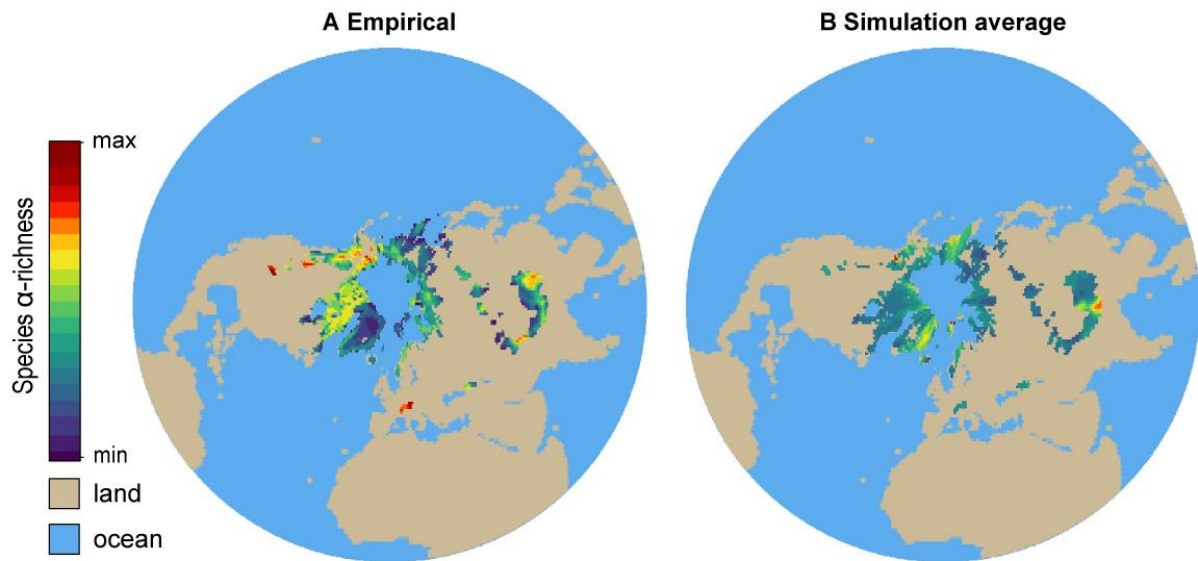 A Empirical
B Simulation average
Species α-richness
max
min
land
ocean